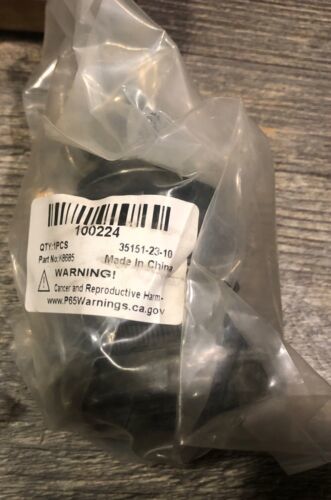 100224
QTY:1PCS 35151-23-10
Part No:K8685 Made In China
WARNING!
Cancer and Reproductive Harm-
www.P65Warnings.ca.gov